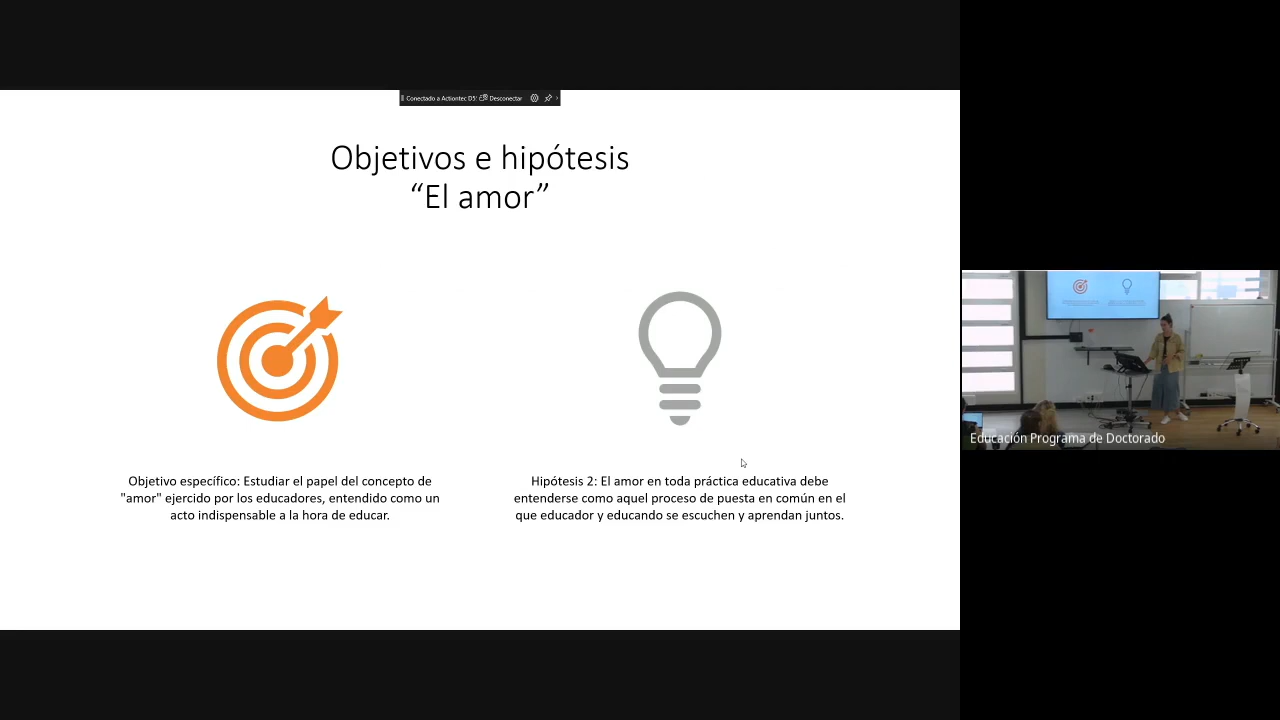 Conectado a Actiontec D5: Desconectar
Objetivos e hipótesis
“El amor”
Objetivo específico: Estudiar el papel del concepto de
"amor" ejercido por los educadores, entendido como un
acto indispensable a la hora de educar.
Hipótesis 2: El amor en toda práctica educativa debe
entenderse como aquel proceso de puesta en común en el
que educador y educando se escuchen y aprendan juntos.
Educación Programa de Doctorado